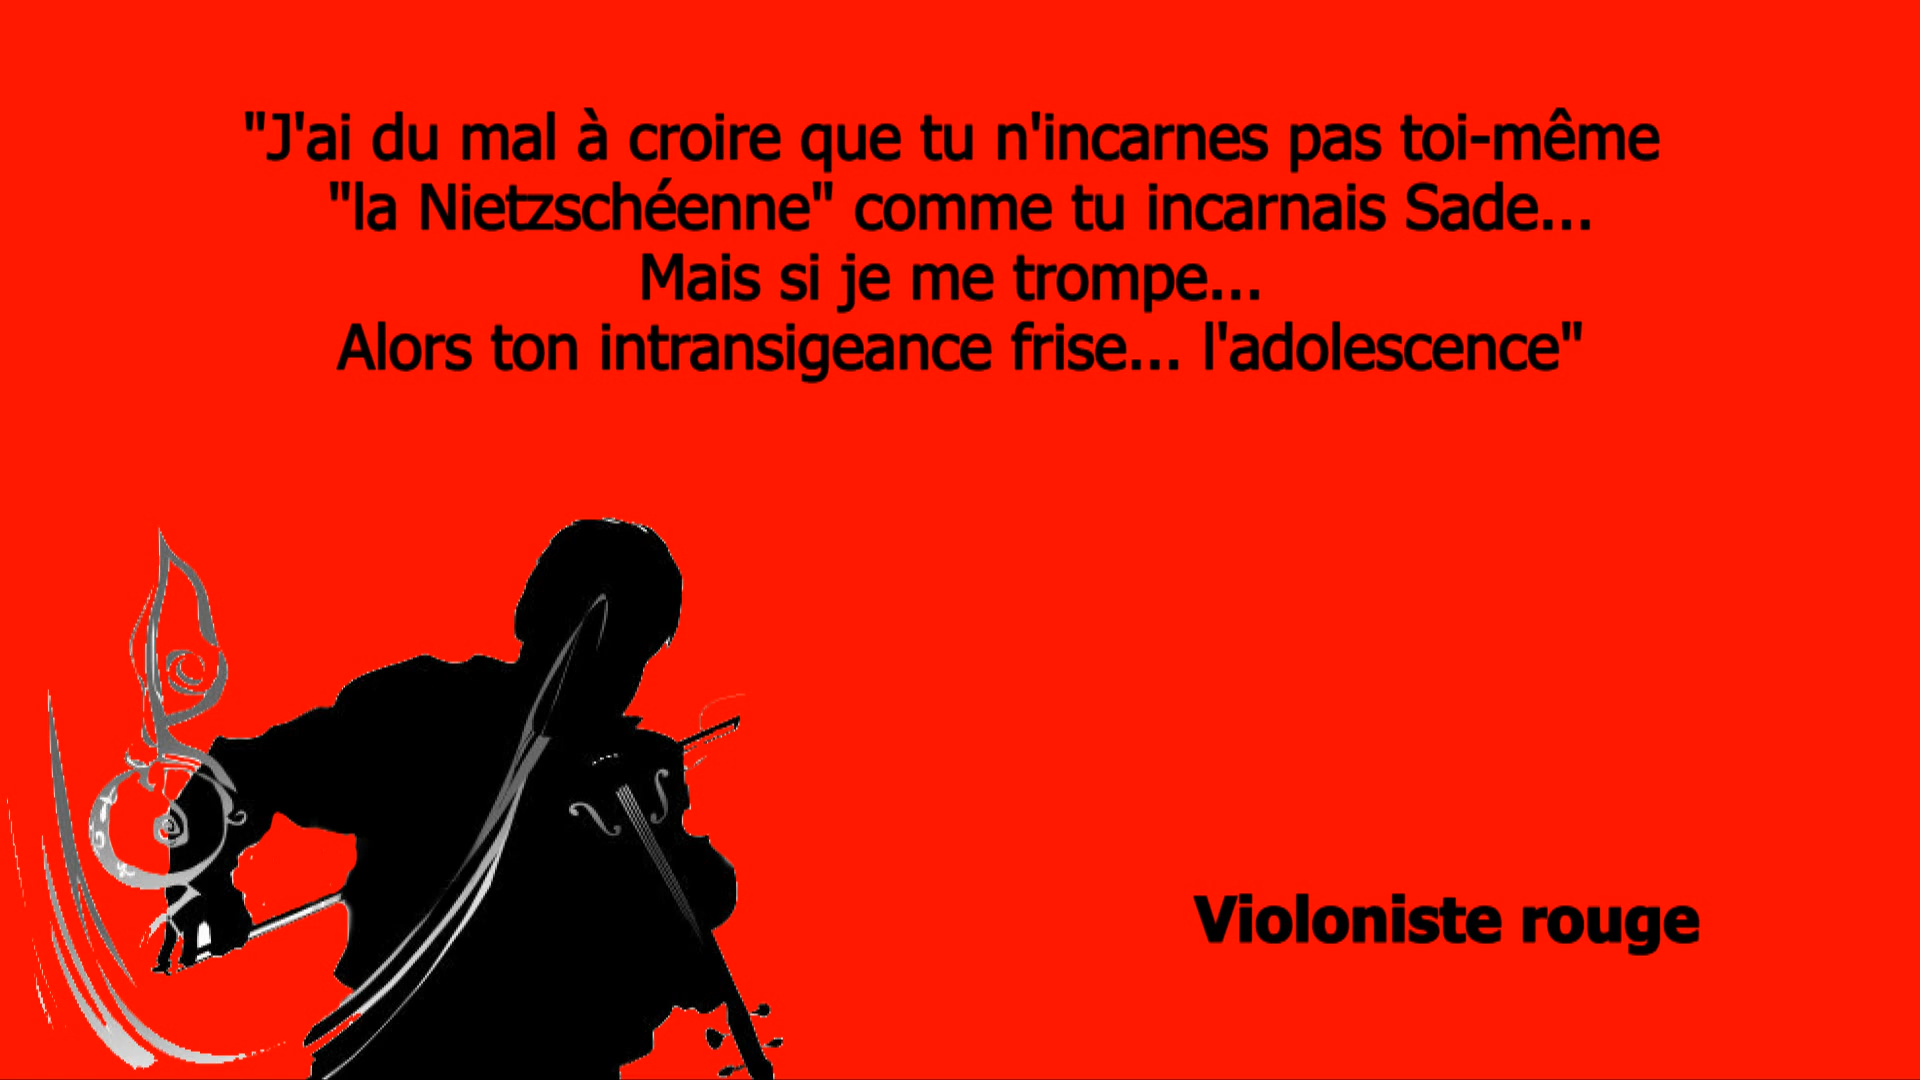 "J'ai du mal à croire que tu n'incarnes pas toi-même
"la Nietzschéenne" comme tu incarnais Sade...
Mais si je me trompe...
Alors ton intransigeance frise... l'adolescence"
Violoniste rouge